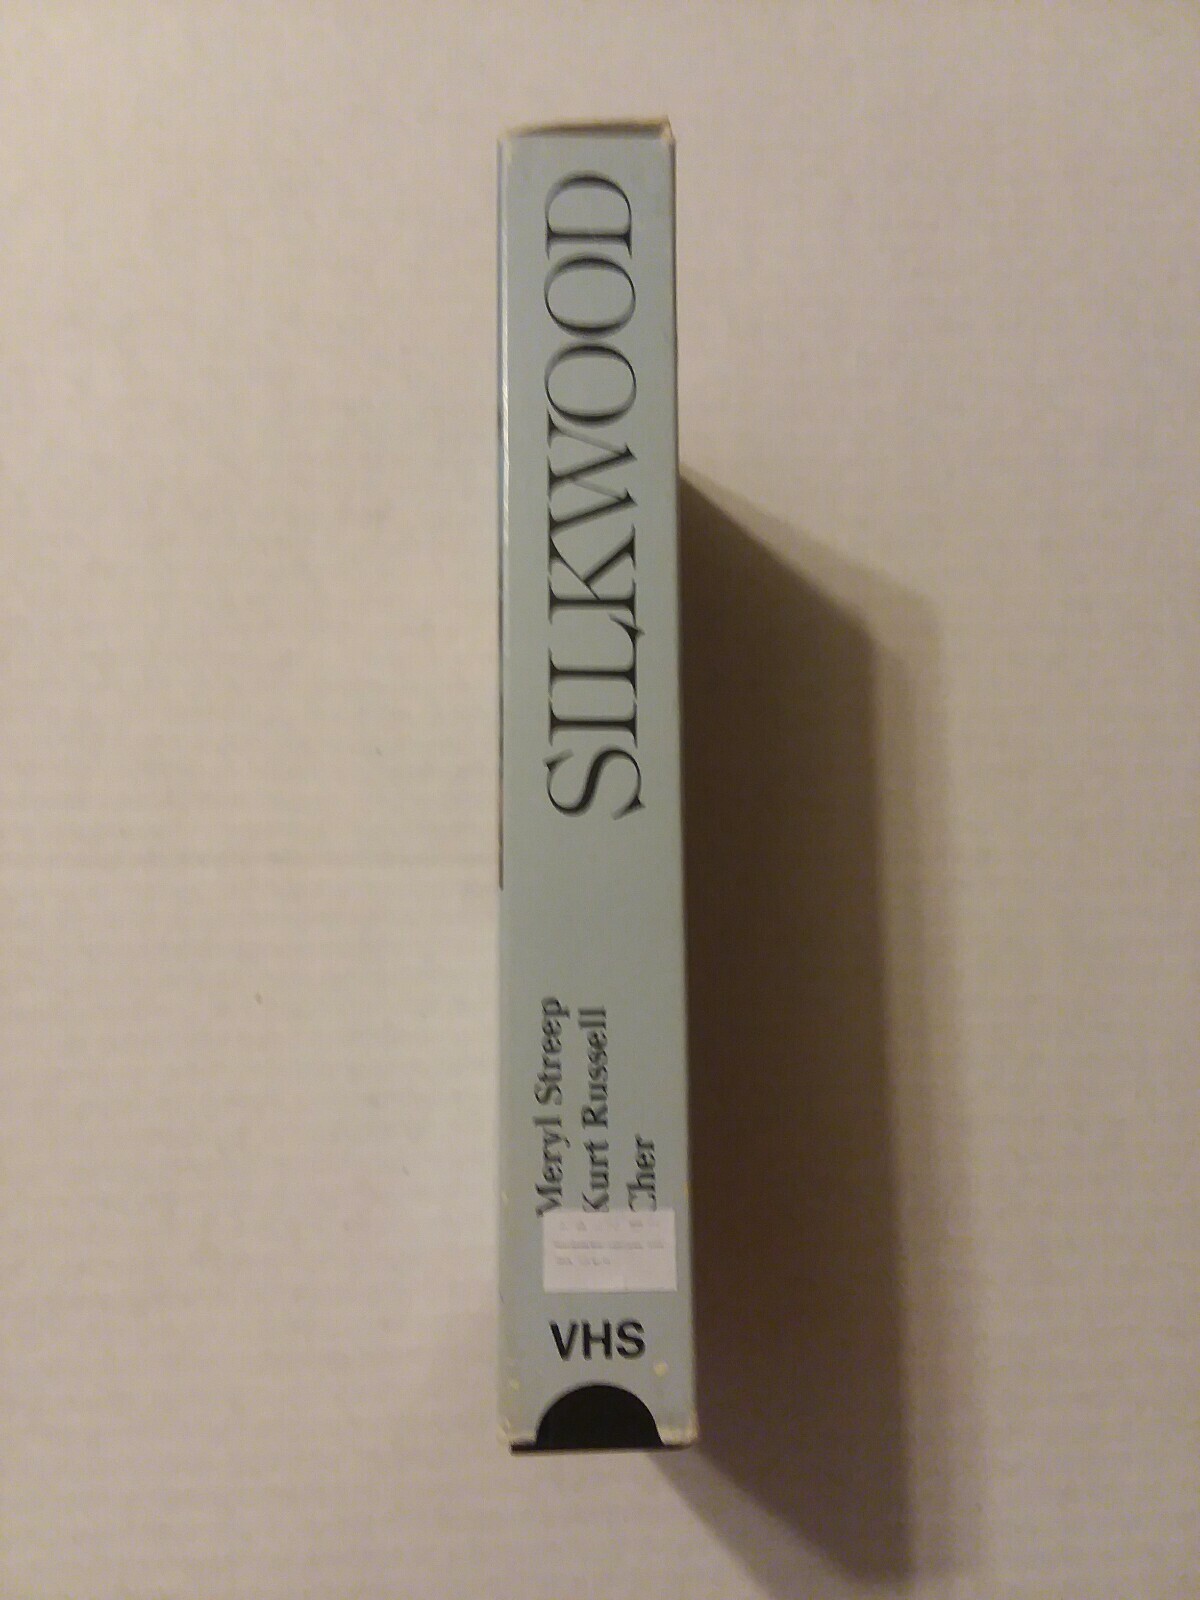 SILKWOOD
Meryl Streep
Kurt Russell
Cher
VHS